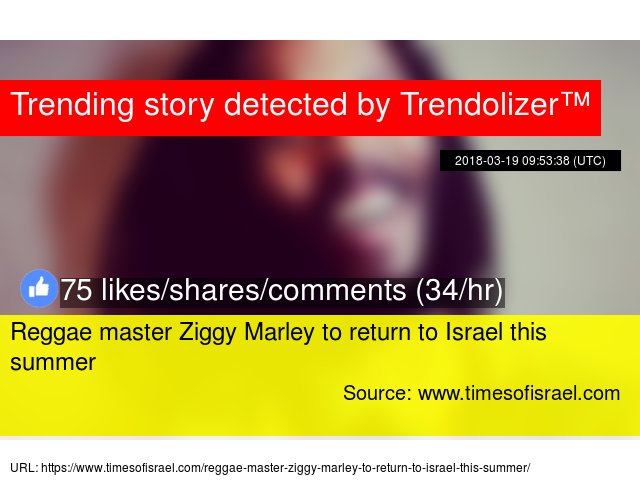 Trending story detected by Trendolizer™
2018-03-19 09:53:38 (UTC)
75 likes/shares/comments (34/hr)
Reggae master Ziggy Marley to return to Israel this
summer
Source: www.timesofisrael.com
URL: https://www.timesofisrael.com/reggae-master-ziggy-marley-to-return-to-israel-this-summer/